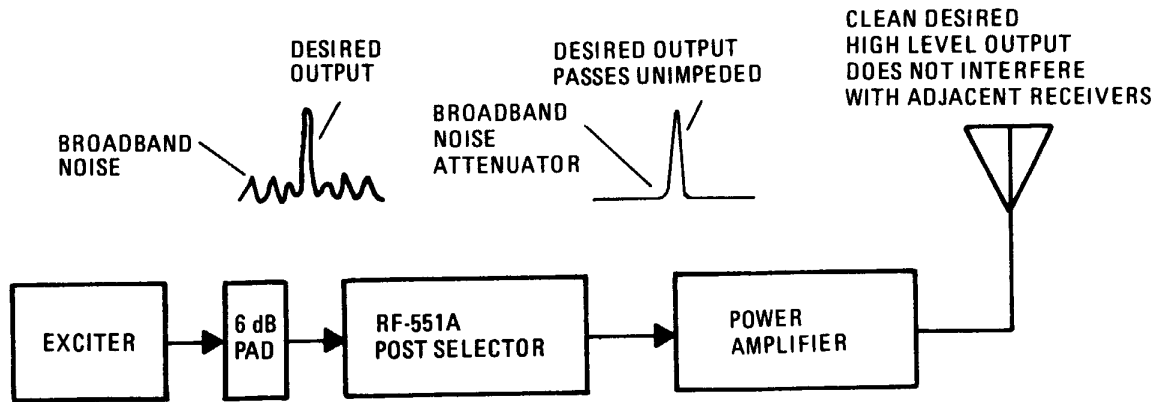 DESIRED
OUTPUT
BROADBAND
NOISE
DESIRED OUTPUT
PASSES UNIMPEDED
BROADBAND
NOISE
ATTENUATOR
CLEAN DESIRED
HIGH LEVEL OUTPUT
DOES NOT INTERFERE
WITH ADJACENT RECEIVERS
EXCITER
6 dB
PAD
RF-551A
POST SELECTOR
POWER
AMPLIFIER